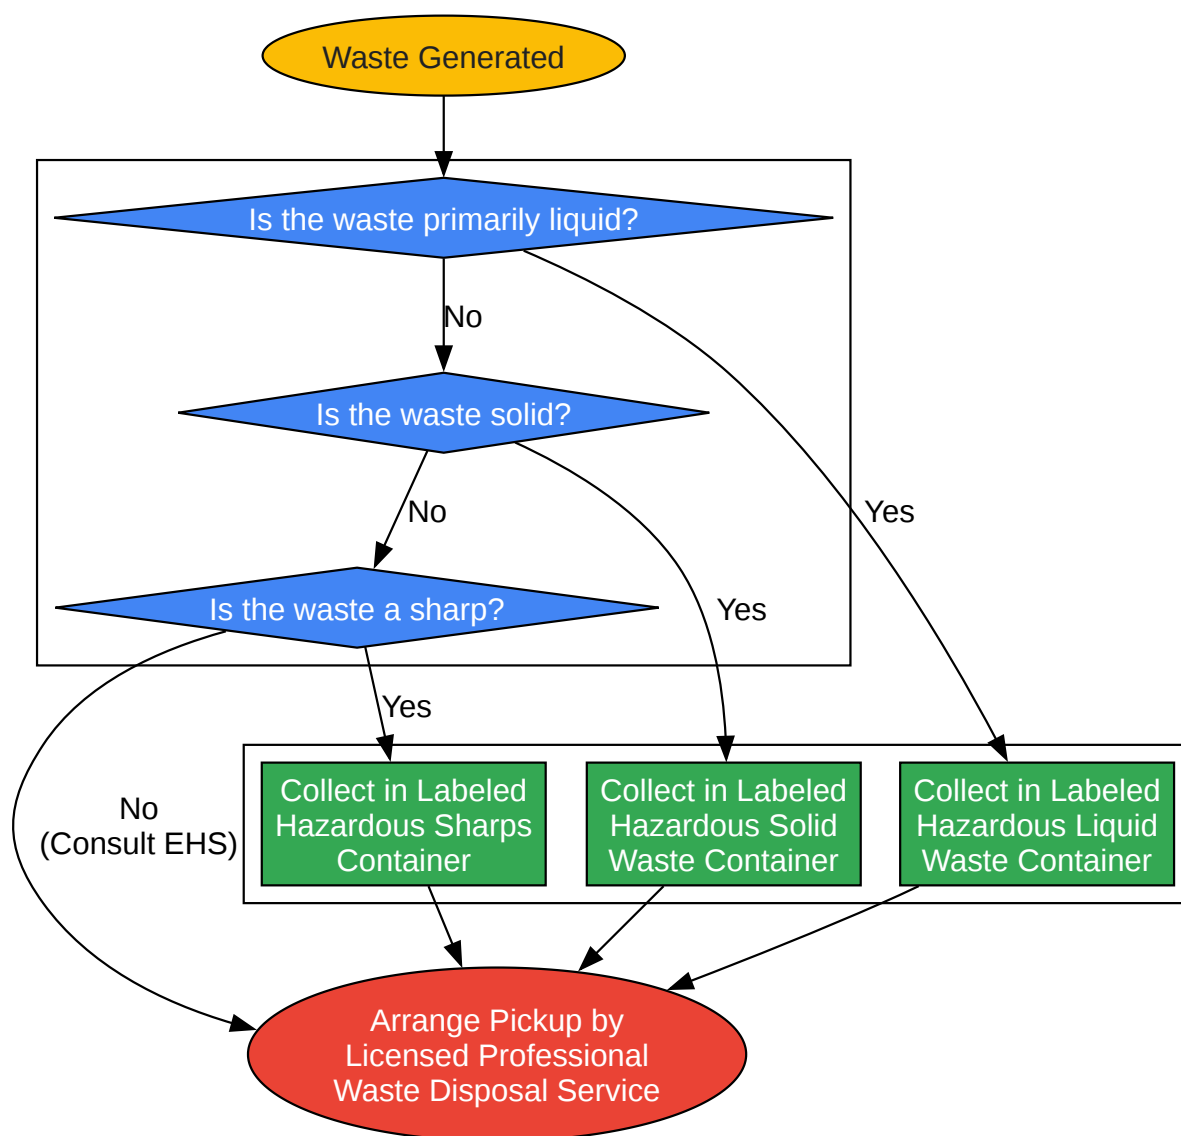 Waste Generated
Is the waste primarily liquid?
No
Is the waste solid?
No
Yes
Is the waste a sharp?
Yes
Yes
No
(Consult EHS)
Collect in Labeled
Hazardous Sharps
Container
Collect in Labeled
Hazardous Solid
Waste Container
Collect in Labeled
Hazardous Liquid
Waste Container
Arrange Pickup by
Licensed Professional
Waste Disposal Service